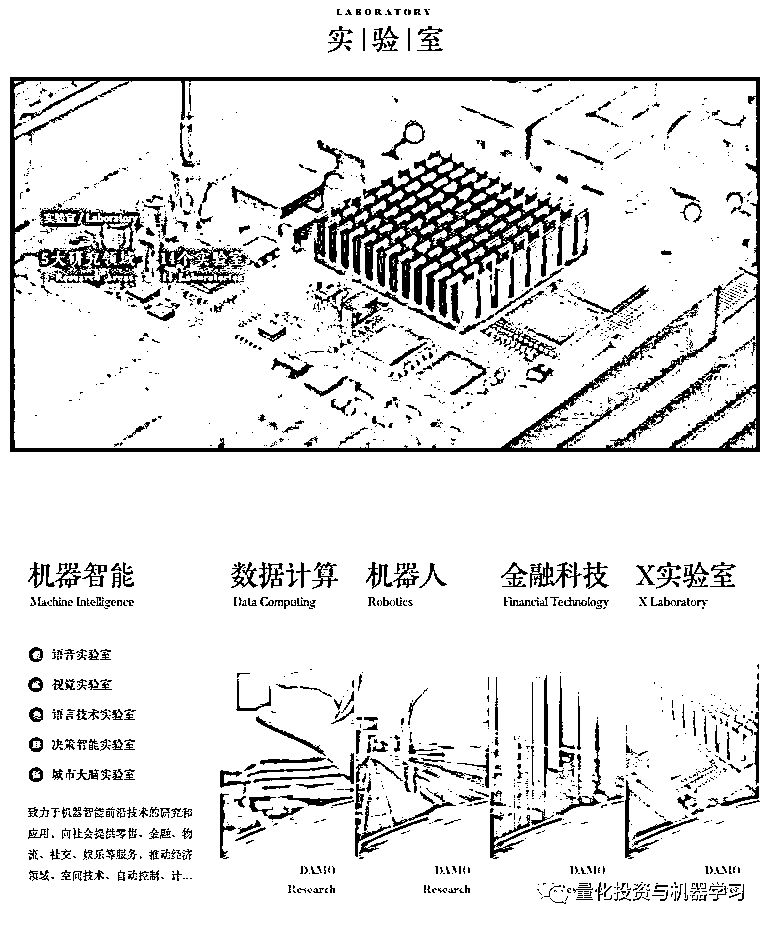 LABORATORY
实|验|室
实验室 / Laboratory
5大研究领域 14个实验室
机器智能
Machine Intelligence
语音实验室
视觉实验室
语言技术实验室
决策智能实验室
城市大脑实验室
致力于机器智能前沿技术的研究和
应用，向社会提供零售、金融、物
流、社交、娱乐等服务，推动经济
领域、空间技术、自动控制、计...
数据计算
Data Computing
DAMO
Research
机器人
Robotics
DAMO
Research
金融科技
Financial Technology
DAMO
X实验室
X Laboratory
DAMO
量化投资与机器学习